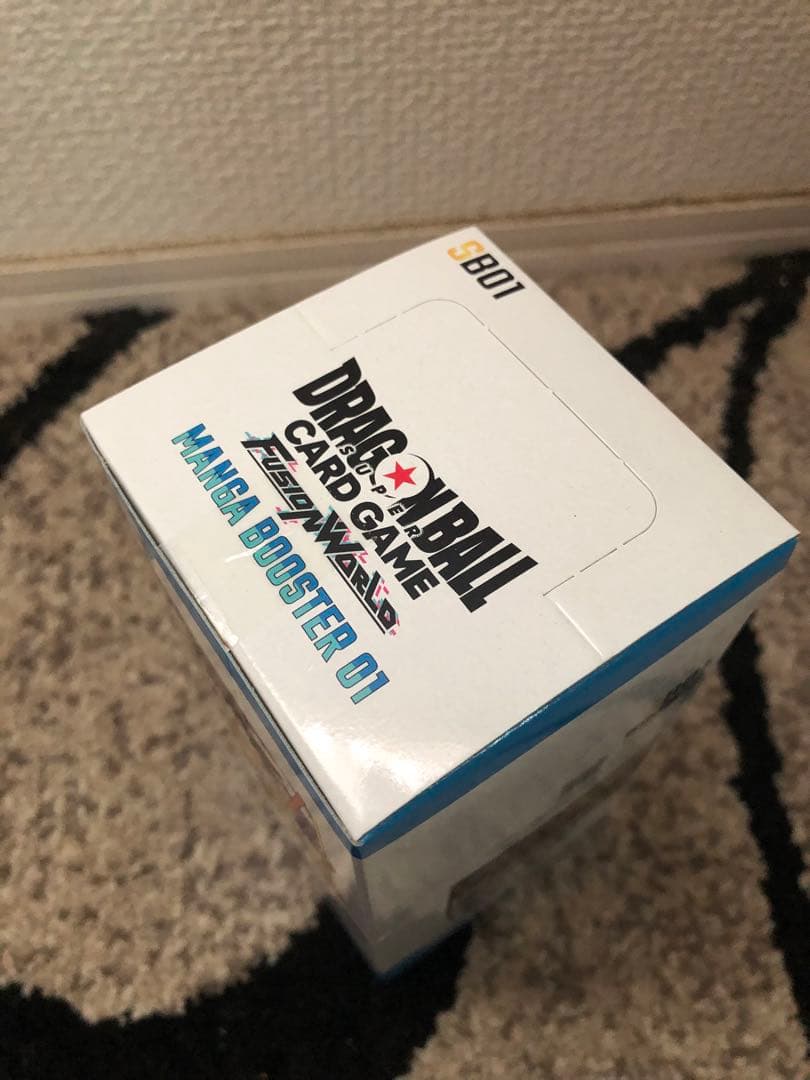 SB01
DRAGON BALL
SUPER
CARD GAME
FUSION WORLD
MANGA BOOSTER 01